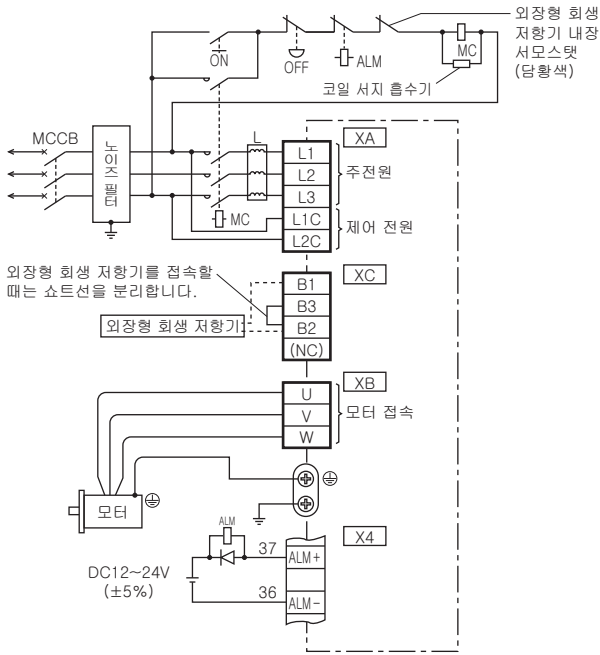 외장형 회생
저항기 내장
서모스탯
(담황색)
ON
OFF
ALM
MC
코일 서지 흡수기
MCCB
노이즈 필터
L
XA
L1
L2
L3
L1C
L2C
주전원
제어 전원
MC
외장형 회생 저항기를 접속할
때는 쇼트선을 분리합니다.
외장형 회생 저항기
XC
B1
B3
B2
(NC)
XB
U
V
W
모터 접속
모터
X4
ALM
37
ALM+
DC12~24V
(±5%)
36
ALM-